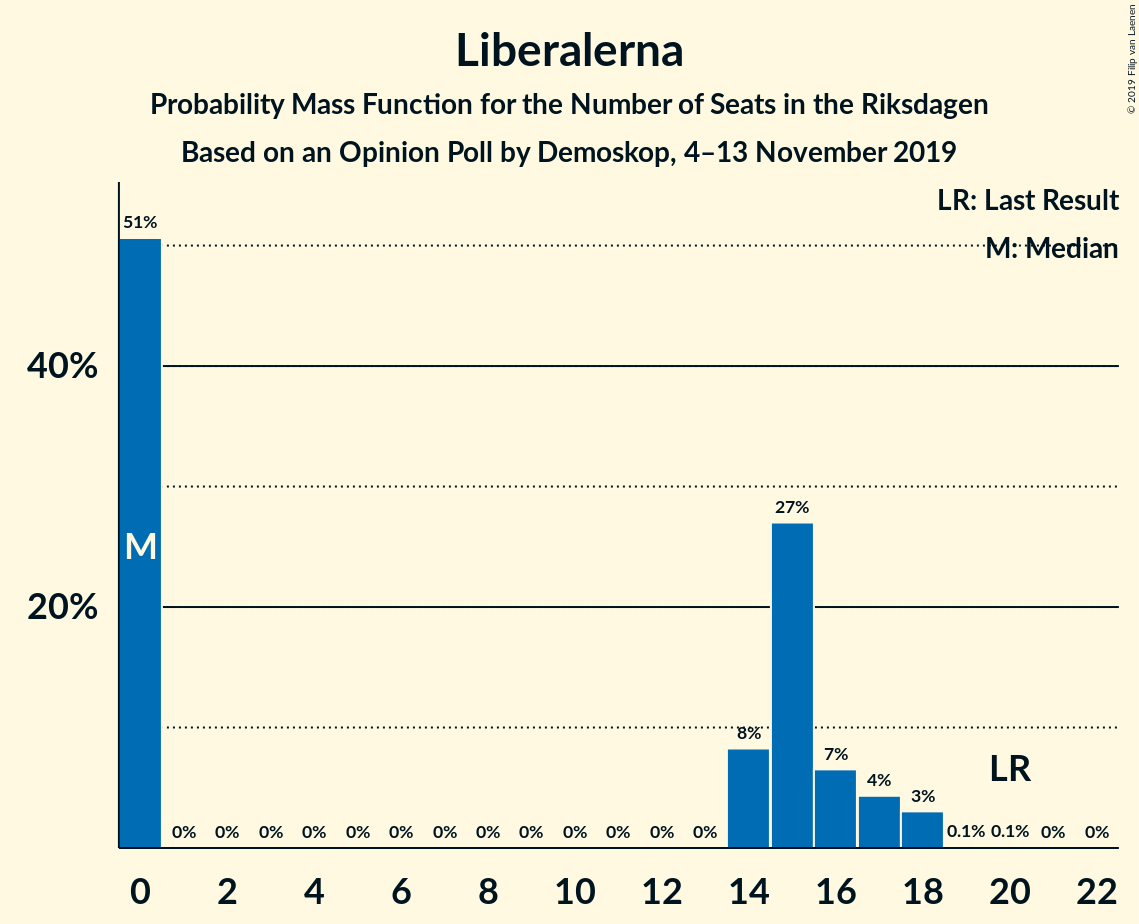 Liberalerna
Probability Mass Function for the Number of Seats in the Riksdagen
Based on an Opinion Poll by Demoskop, 4–13 November 2019
© 2019 Filip van Laenen
LR: Last Result
M: Median
40%
20%
51%
0% 0% 0% 0% 0% 0% 0% 0% 0% 0% 0% 0% 0% 8% 27% 7% 4% 3% 0.1% 0.1% 0% 0%
M
LR
0 2 4 6 8 10 12 14 16 18 20 22